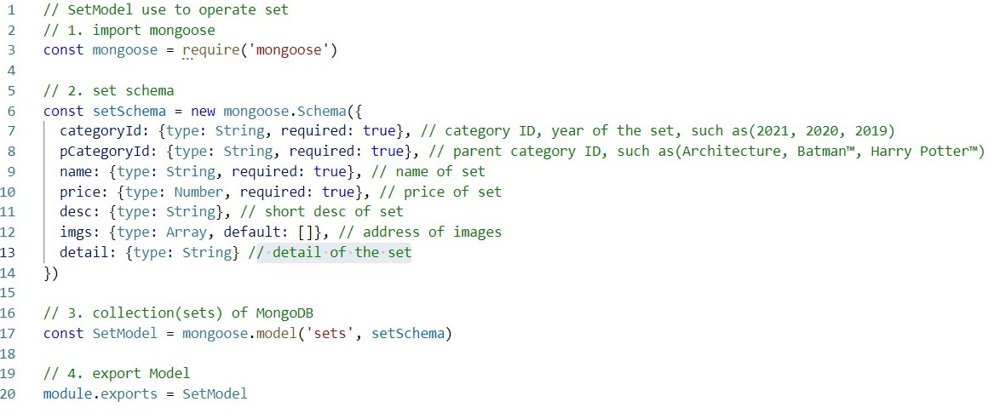 1 // SetModel use to operate set
2 // 1. import mongoose
3 const mongoose = require('mongoose')
4
5 // 2. set schema
6 const setSchema = new mongoose.Schema({
7 categoryId: {type: String, required: true}, // category ID, year of the set, such as(2021, 2020, 2019)
8 pCategoryId: {type: String, required: true}, // parent category ID, such as(Architecture, Batman™, Harry Potter™)
9 name: {type: String, required: true}, // name of set
10 price: {type: Number, required: true}, // price of set
11 desc: {type: String}, // short desc of set
12 imgs: {type: Array, default: []}, // address of images
13 detail: {type: String} // detail of the set
14 })
15
16 // 3. collection(sets) of MongoDB
17 const SetModel = mongoose.model('sets', setSchema)
18
19 // 4. export Model
20 module.exports = SetModel